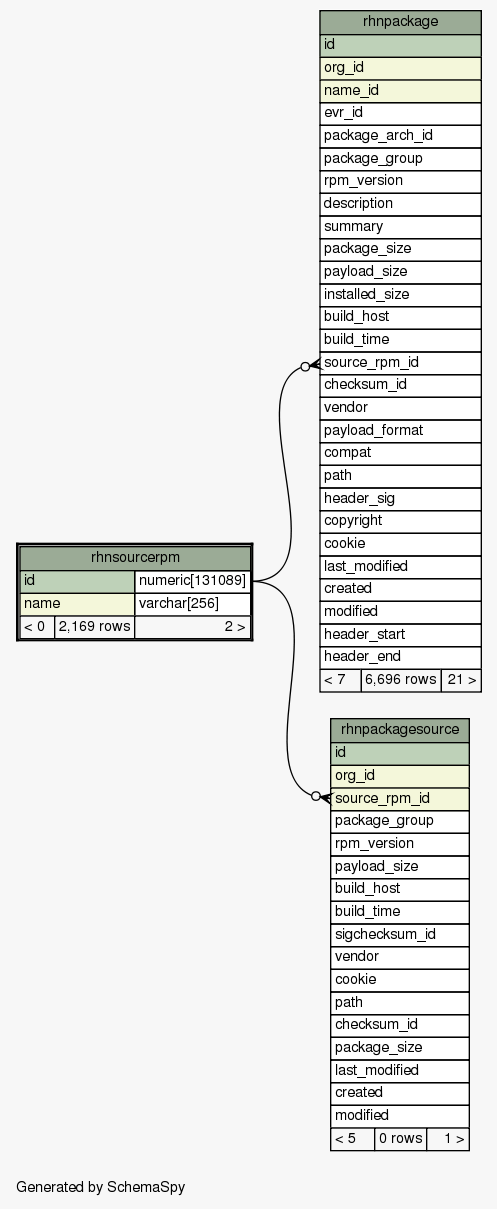 rhnpackage
id
org_id
name_id
evr_id
package_arch_id
package_group
rpm_version
description
summary
package_size
payload_size
installed_size
build_host
build_time
source_rpm_id
checksum_id
vendor
payload_format
compat
path
header_sig
copyright
cookie
last_modified
created
modified
header_start
header_end
< 7 6,696 rows 21 >
rhnsourcerpm
id numeric[131089]
name varchar[256]
< 0 2,169 rows 2 >
rhnpackagesource
id
org_id
source_rpm_id
package_group
rpm_version
payload_size
build_host
build_time
sigchecksum_id
vendor
cookie
path
checksum_id
package_size
last_modified
created
modified
< 5 0 rows 1 >
Generated by SchemaSpy